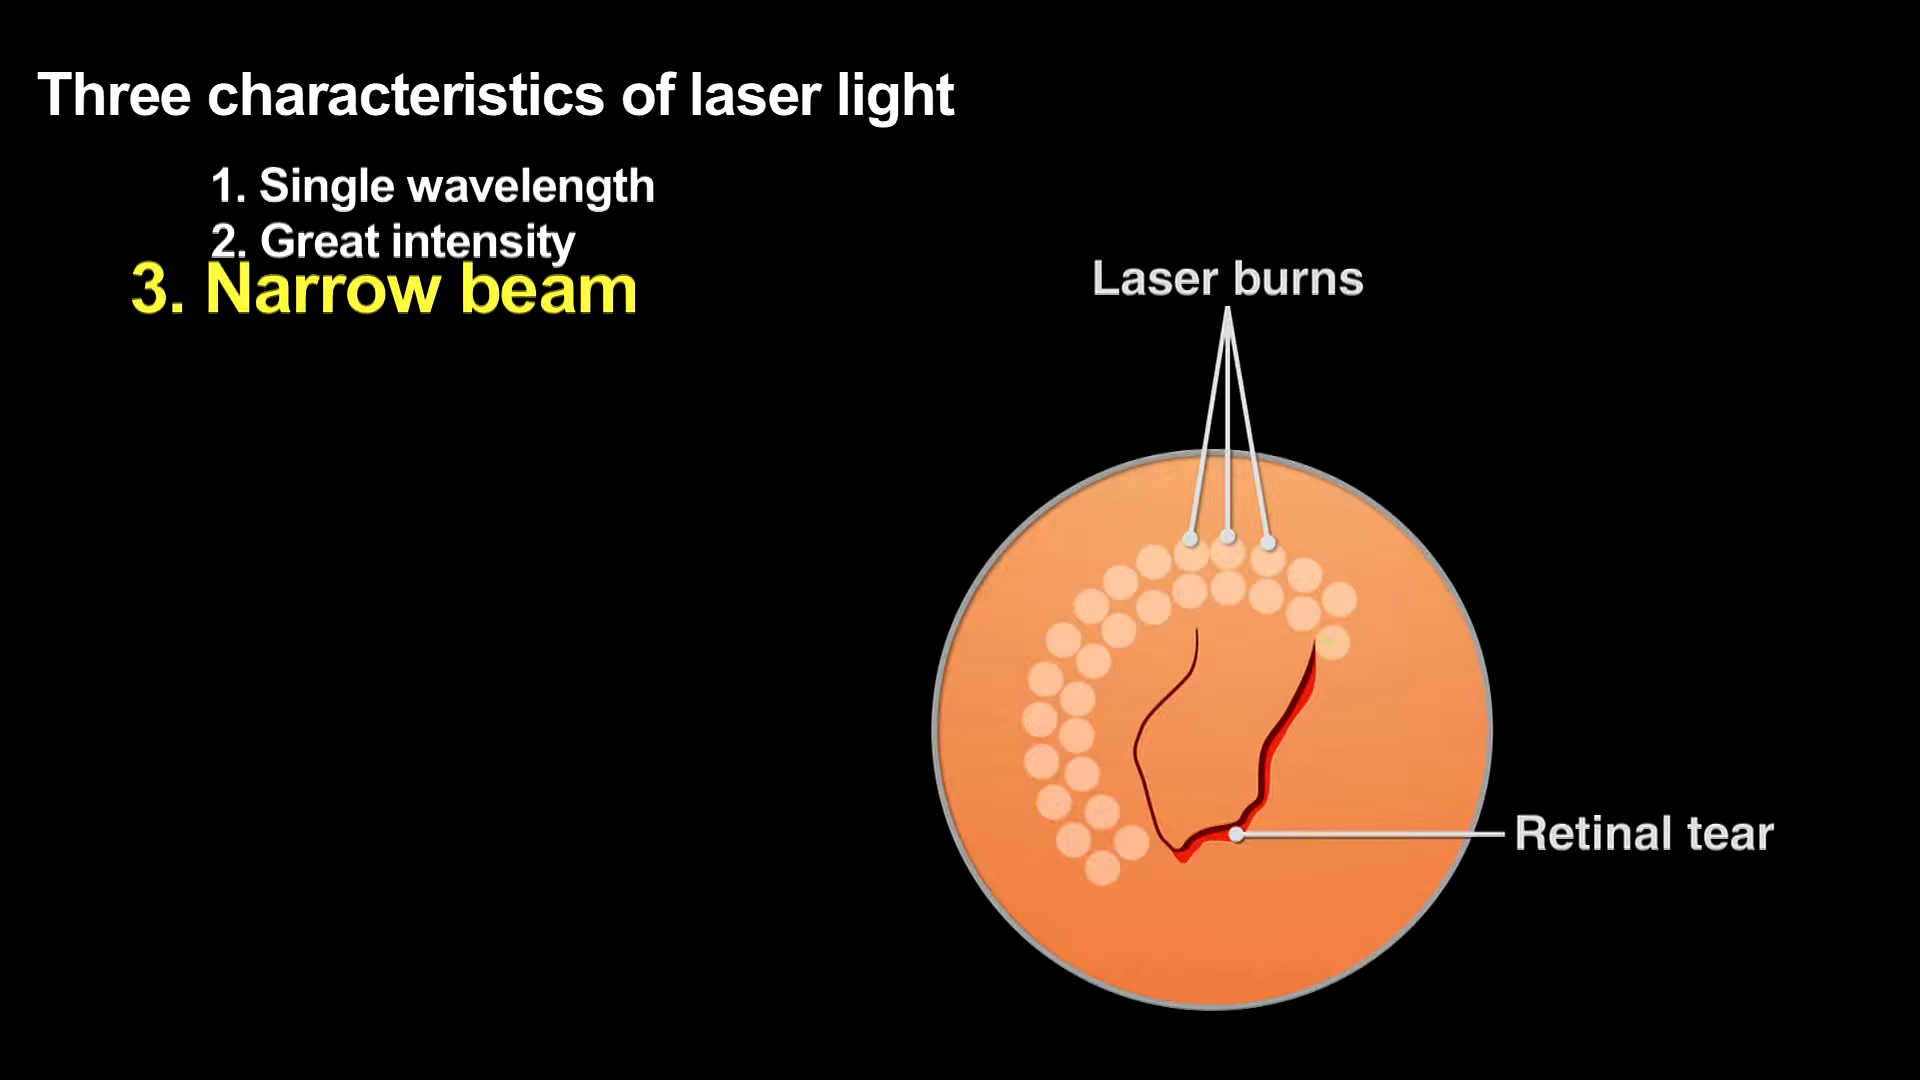 Three characteristics of laser light
1. Single wavelength
2. Great intensity
3. Narrow beam
Laser burns
Retinal tear